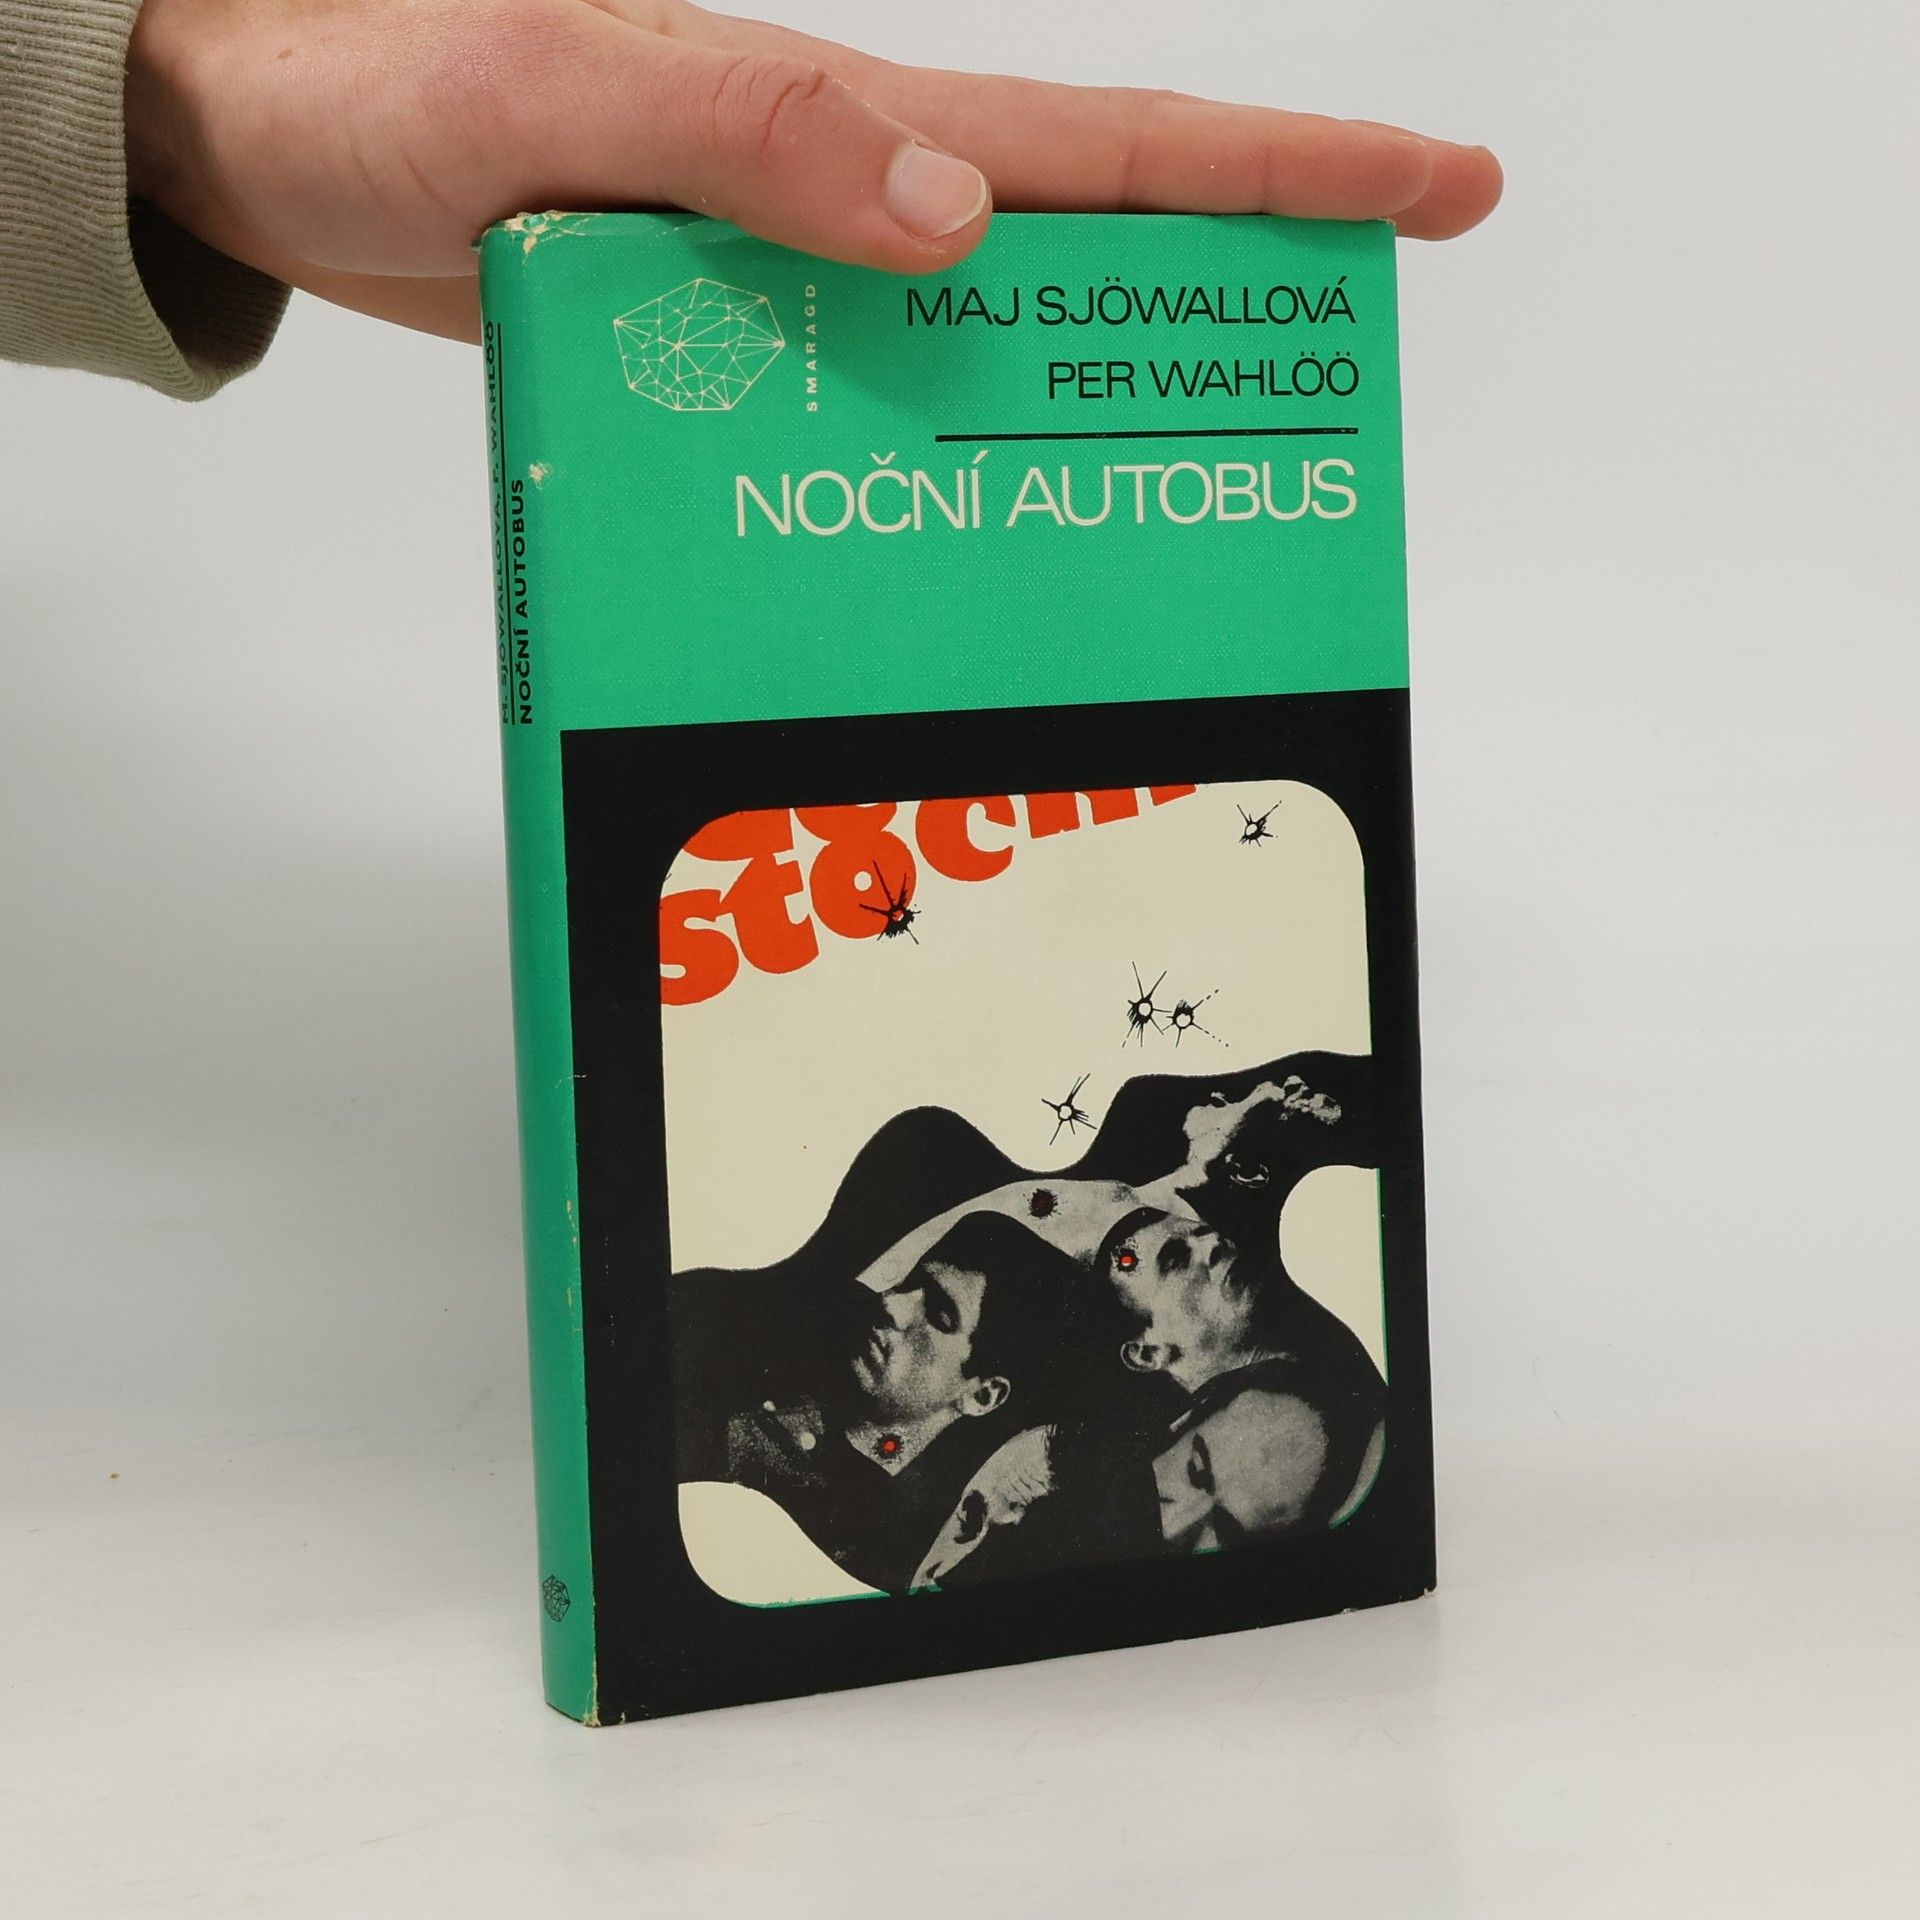 SMARAGD
MAJ SJÖWALLOVÁ
PER WAHLÖÖ
NOČNÍ AUTOBUS
M. SJÖWALLOVÁ, P. WAHLÖÖ
NOČNÍ AUTOBUS